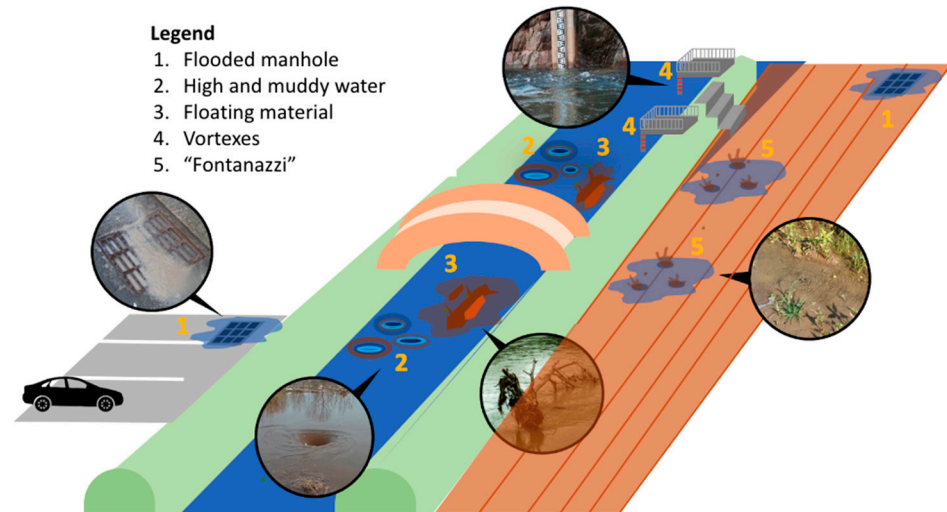 Legend
1. Flooded manhole
2. High and muddy water
3. Floating material
4. Vortexes
5. “Fontanazzi”
4
4
2
3
1
5
5
3
1
2